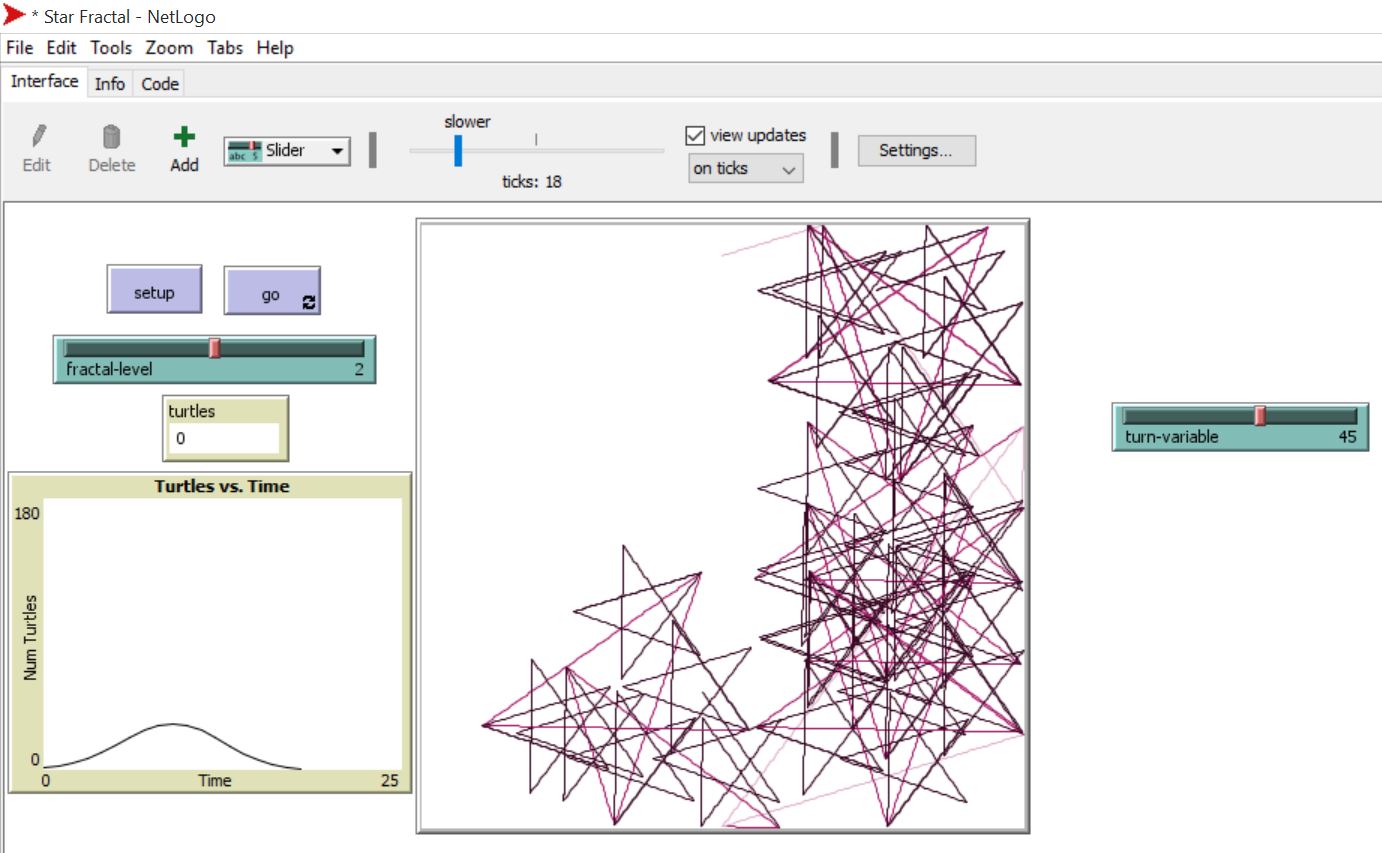 * Star Fractal - NetLogo
File Edit Tools Zoom Tabs Help
Interface Info Code
Edit Delete Add abc 5 Slider slower ticks: 18 view updates on ticks Settings...
setup go
fractal-level 2
turtles
0
turn-variable 45
Turtles vs. Time
180
Num Turtles
0
0 Time 25